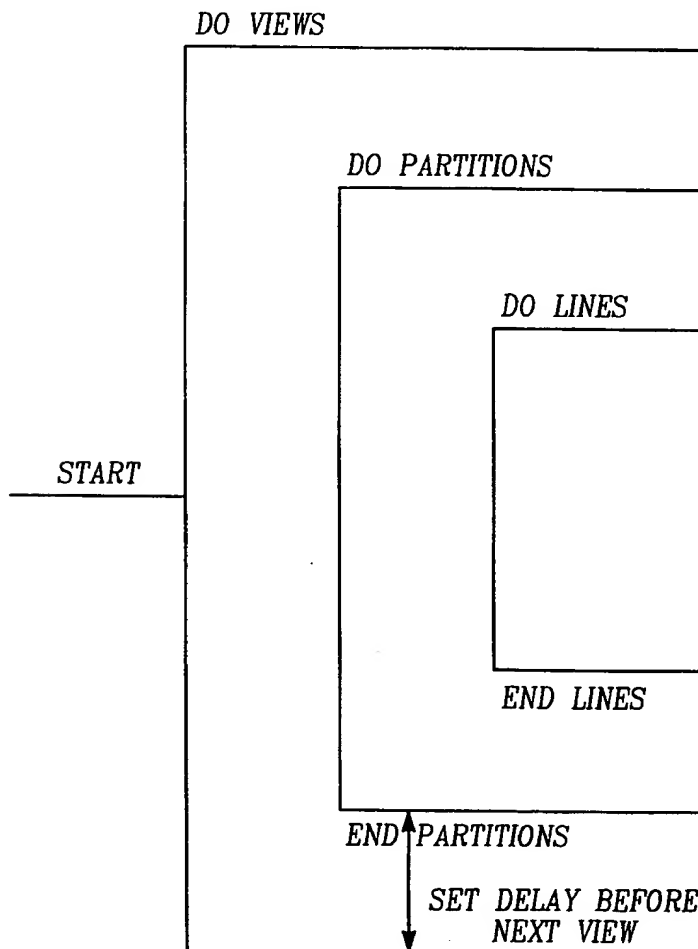 DO VIEWS
DO PARTITIONS
DO LINES
START
END LINES
END PARTITIONS
SET DELAY BEFORE
NEXT VIEW